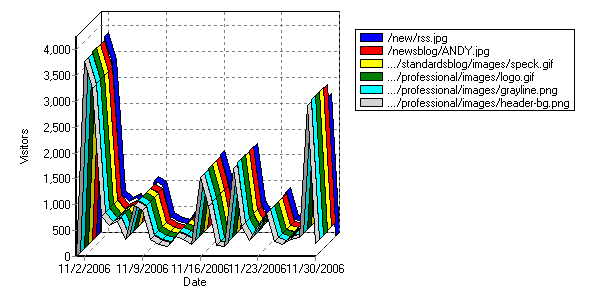 4,000
3,500
3,000
2,500
2,000
1,500
1,000
500
0
Visitors
11/2/2006 11/9/2006 11/16/2006 11/23/2006 11/30/2006
Date
/new/rss.jpg
/newsblog/ANDY.jpg
.../standardsblog/images/speck.gif
.../professional/images/logo.gif
.../professional/images/grayline.png
.../professional/images/header-bg.png